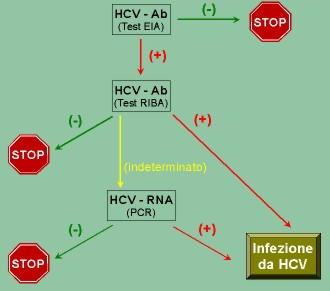 HCV - Ab
(Test EIA)
(-)
STOP
(+)
HCV - Ab
(Test RIBA)
(-)
(+)
STOP
(indeterminato)
HCV - RNA
(PCR)
(-)
(+)
STOP
Infezione
da HCV